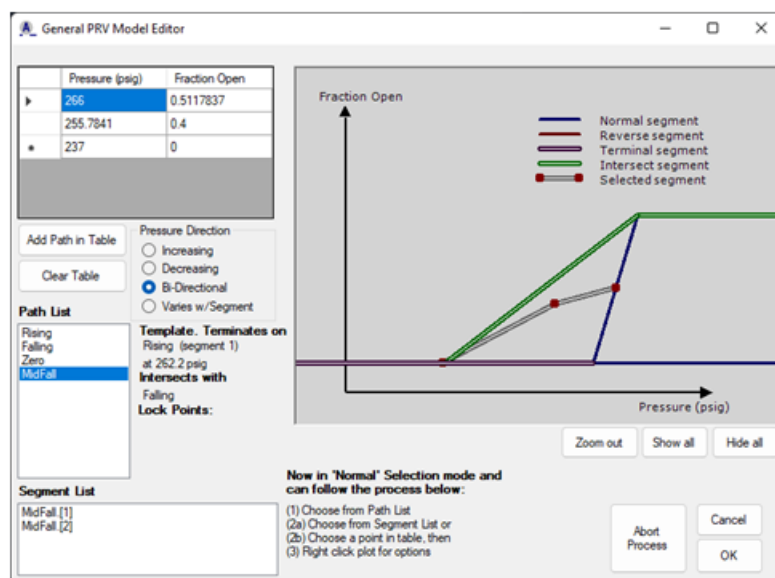 General PRV Model Editor
Pressure (psig) Fraction Open
266 0.5117837
255.7841 0.4
237 0
Add Path in Table
Clear Table
Pressure Direction
Increasing
Decreasing
Bi-Directional
Varies w/Segment
Path List
Rising
Falling
Zero
MidFall
Template. Terminates on
Rising (segment 1)
at 262.2 psig
Intersects with
Falling
Lock Points:
Segment List
MidFall.[1]
MidFall.[2]
Fraction Open
Normal segment
Reverse segment
Terminal segment
Intersect segment
Selected segment
Pressure (psig)
Zoom out
Show all
Hide all
Now in 'Normal' Selection mode and
can follow the process below:
(1) Choose from Path List
(2a) Choose from Segment List or
(2b) Choose a point in table, then
(3) Right click plot for options
Abort
Process
Cancel
OK